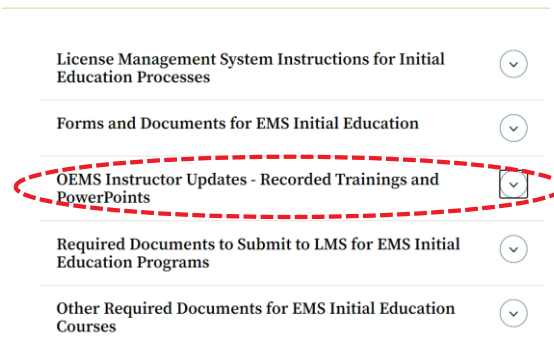 License Management System Instructions for Initial
Education Processes
Forms and Documents for EMS Initial Education
OEMS Instructor Updates - Recorded Trainings and
PowerPoints
Required Documents to Submit to LMS for EMS Initial
Education Programs
Other Required Documents for EMS Initial Education
Courses